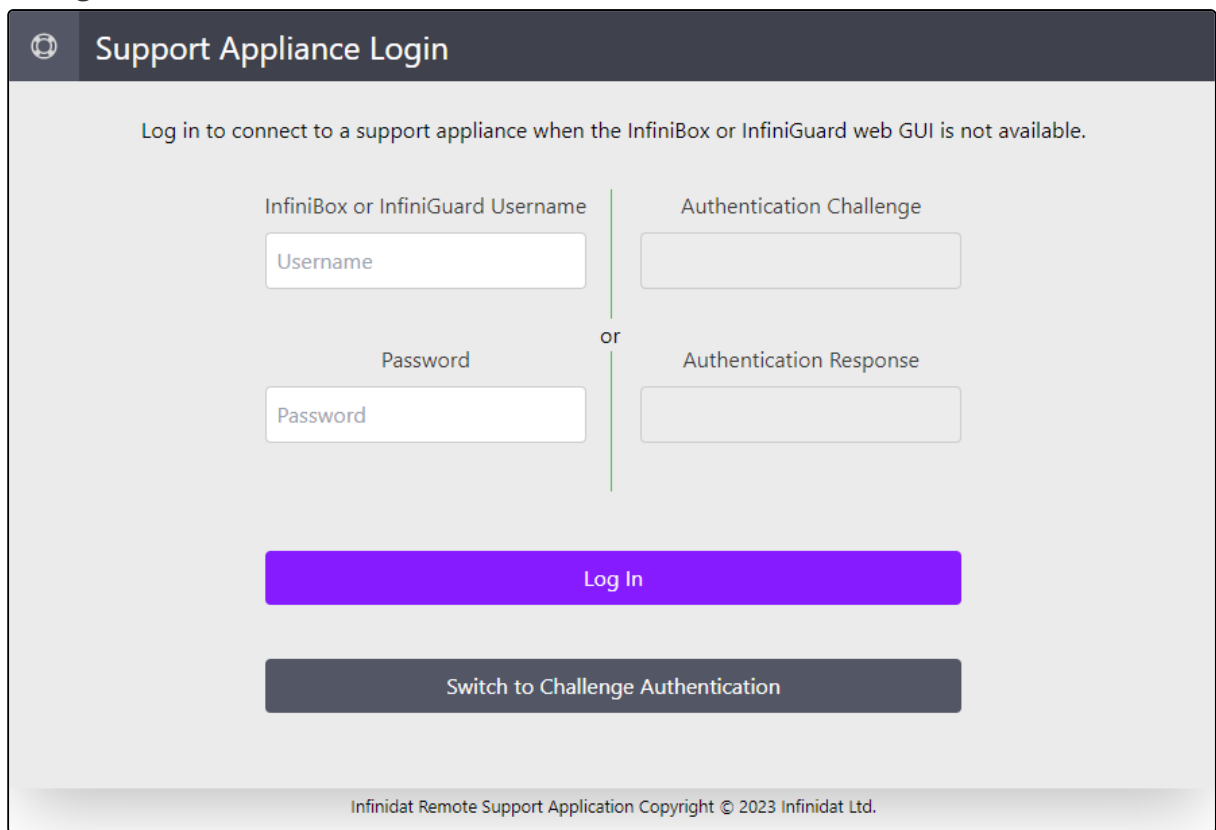 Support Appliance Login
Log in to connect to a support appliance when the InfiniBox or InfiniGuard web GUI is not available.
InfiniBox or InfiniGuard Username
Authentication Challenge
Username
or
Password
Authentication Response
Password
Log In
Switch to Challenge Authentication
Infinidat Remote Support Application Copyright © 2023 Infinidat Ltd.